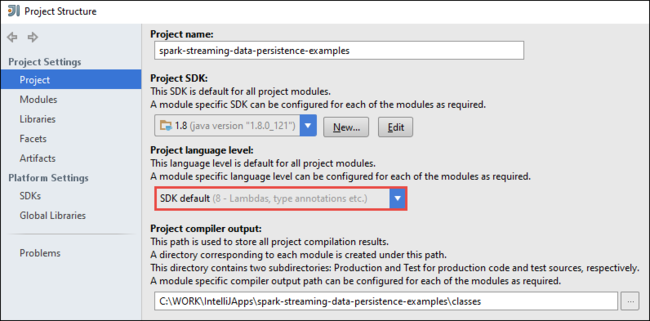 Project Structure
Project Settings
Project
Modules
Libraries
Facets
Artifacts
Platform Settings
SDKs
Global Libraries
Problems
Project name:
spark-streaming-data-persistence-examples
Project SDK:
This SDK is default for all project modules.
A module specific SDK can be configured for each of the modules as required.
1.8 (java version "1.8.0_121")
New...
Edit
Project language level:
This language level is default for all project modules.
A module specific language level can be configured for each of the modules as required.
SDK default (8 - Lambdas, type annotations etc.)
Project compiler output:
This path is used to store all project compilation results.
A directory corresponding to each module is created under this path.
This directory contains two subdirectories: Production and Test for production code and test sources, respectively.
A module specific compiler output path can be configured for each of the modules as required.
C:\WORK\IntelliJApps\spark-streaming-data-persistence-examples\classes
...